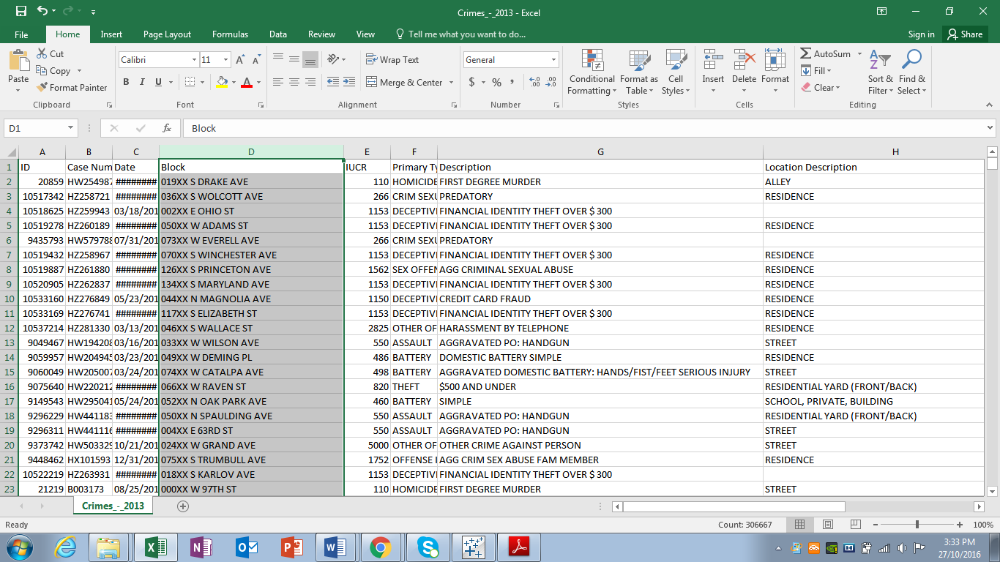 Crimes_-_2013 - Excel
File Home Insert Page Layout Formulas Data Review View Tell me what you want to do... Sign in Share
Paste Cut Copy Format Painter Clipboard
Calibri 11 A A B I U A Font
Wrap Text Merge & Center Alignment
General $ % , .0 .00 .00 .0 Number
Conditional Formatting Format as Table Cell Styles Styles
Insert Delete Format Cells
AutoSum Fill Clear Sort & Filter Find & Select Editing
D1 fx Block
A B C D E F G H
1 ID Case Num Date Block IUCR Primary Ty Description Location Description
2 20859 HW254987 ######## 019XX S DRAKE AVE 110 HOMICIDE FIRST DEGREE MURDER ALLEY
3 10517342 HZ258721 ######## 036XX S WOLCOTT AVE 266 CRIM SEXU PREDATORY RESIDENCE
4 10518625 HZ259943 03/18/201 002XX E OHIO ST 1153 DECEPTIV FINANCIAL IDENTITY THEFT OVER $ 300
5 10519278 HZ260189 ######## 050XX W ADAMS ST 1153 DECEPTIV FINANCIAL IDENTITY THEFT OVER $ 300 RESIDENCE
6 9435793 HW579788 07/31/201 073XX W EVERELL AVE 266 CRIM SEXU PREDATORY
7 10519432 HZ258967 ######## 070XX S WINCHESTER AVE 1153 DECEPTIV FINANCIAL IDENTITY THEFT OVER $ 300 RESIDENCE
8 10519887 HZ261880 ######## 126XX S PRINCETON AVE 1562 SEX OFFEN AGG CRIMINAL SEXUAL ABUSE RESIDENCE
9 10520905 HZ262837 ######## 134XX S MARYLAND AVE 1153 DECEPTIV FINANCIAL IDENTITY THEFT OVER $ 300 RESIDENCE
10 10533160 HZ276849 05/23/201 044XX N MAGNOLIA AVE 1150 DECEPTIV CREDIT CARD FRAUD RESIDENCE
11 10533169 HZ276741 ######## 117XX S ELIZABETH ST 1153 DECEPTIV FINANCIAL IDENTITY THEFT OVER $ 300 RESIDENCE
12 10537214 HZ281330 03/13/201 046XX S WALLACE ST 2825 OTHER OF HARASSMENT BY TELEPHONE RESIDENCE
13 9049467 HW194208 03/16/201 033XX W WILSON AVE 550 ASSAULT AGGRAVATED PO: HANDGUN STREET
14 9059957 HW204945 03/23/201 049XX W DEMING PL 486 BATTERY DOMESTIC BATTERY SIMPLE RESIDENCE
15 9060049 HW205007 03/24/201 074XX W CATALPA AVE 498 BATTERY AGGRAVATED DOMESTIC BATTERY: HANDS/FIST/FEET SERIOUS INJURY STREET
16 9075640 HW220212 ######## 066XX W RAVEN ST 820 THEFT $500 AND UNDER RESIDENTIAL YARD (FRONT/BACK)
17 9149543 HW295041 05/24/201 052XX N OAK PARK AVE 460 BATTERY SIMPLE SCHOOL, PRIVATE, BUILDING
18 9296229 HW441183 ######## 050XX N SPAULDING AVE 550 ASSAULT AGGRAVATED PO: HANDGUN RESIDENTIAL YARD (FRONT/BACK)
19 9296311 HW441116 ######## 004XX E 63RD ST 550 ASSAULT AGGRAVATED PO: HANDGUN STREET
20 9373742 HW503329 10/21/201 024XX W GRAND AVE 5000 OTHER OF OTHER CRIME AGAINST PERSON STREET
21 9448462 HX101593 12/31/201 075XX S TRUMBULL AVE 1752 OFFENSE I AGG CRIM SEX ABUSE FAM MEMBER RESIDENCE
22 10522219 HZ263931 ######## 018XX S KARLOV AVE 1153 DECEPTIV FINANCIAL IDENTITY THEFT OVER $ 300
23 21219 B003173 08/25/201 000XX W 97TH ST 110 HOMICIDE FIRST DEGREE MURDER STREET
Crimes_-_2013
Ready Count: 306667 100%
3:33 PM
27/10/2016